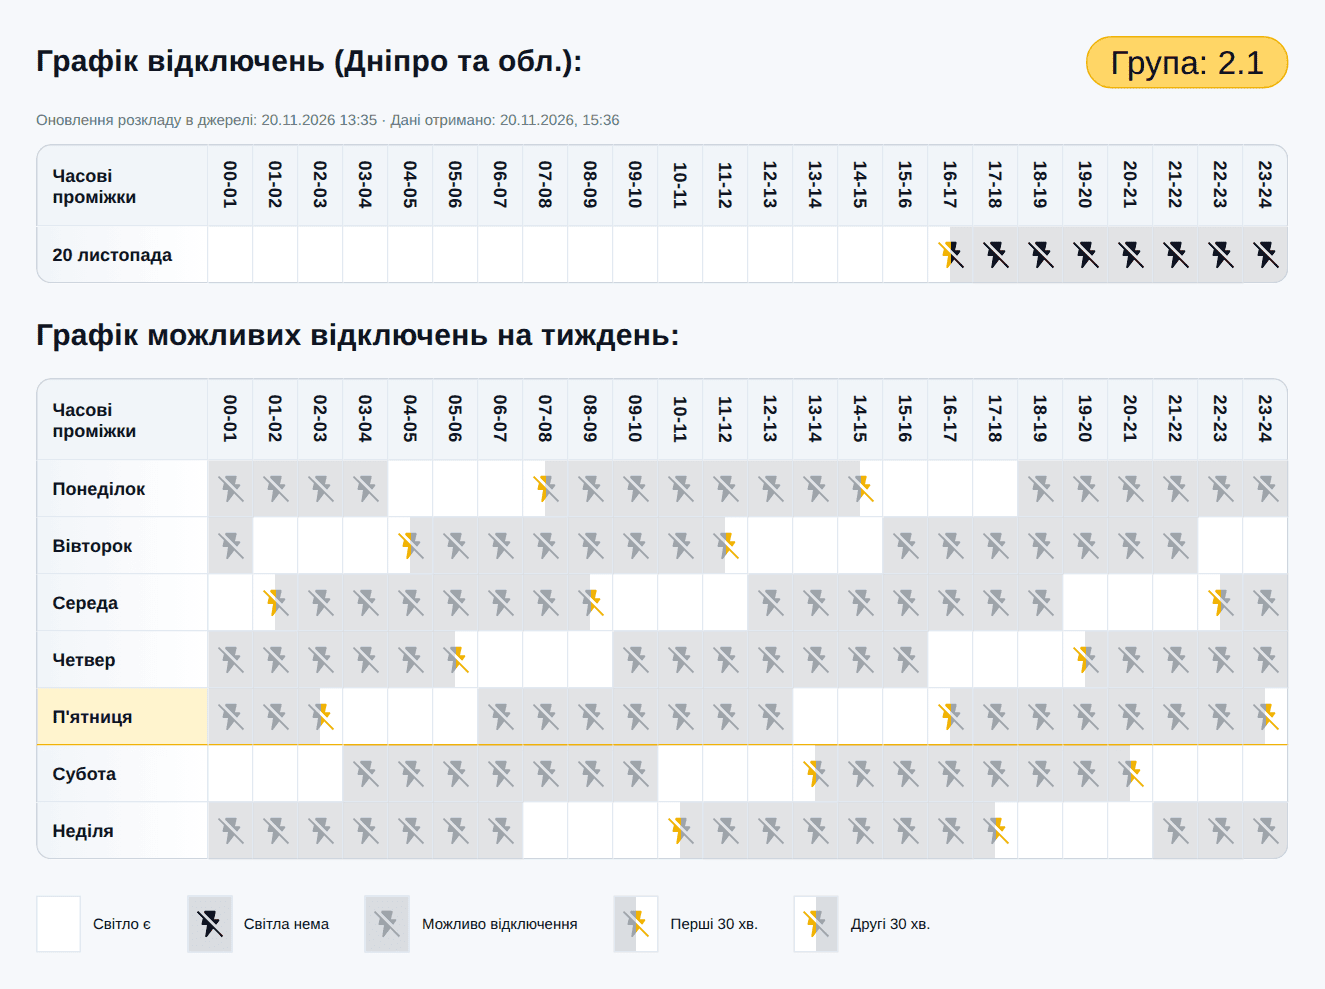 Графік відключень (Дніпро та обл.):
Група: 2.1
Оновлення розкладу в джерелі: 20.11.2026 13:35 · Дані отримано: 20.11.2026, 15:36
Часові проміжки 00-01 01-02 02-03 03-04 04-05 05-06 06-07 07-08 08-09 09-10 10-11 11-12 12-13 13-14 14-15 15-16 16-17 17-18 18-19 19-20 20-21 21-22 22-23 23-24
20 листопада
Графік можливих відключень на тиждень:
Часові проміжки 00-01 01-02 02-03 03-04 04-05 05-06 06-07 07-08 08-09 09-10 10-11 11-12 12-13 13-14 14-15 15-16 16-17 17-18 18-19 19-20 20-21 21-22 22-23 23-24
Понеділок
Вівторок
Середа
Четвер
П'ятниця
Субота
Неділя
Світло є Світла нема Можливо відключення Перші 30 хв. Другі 30 хв.